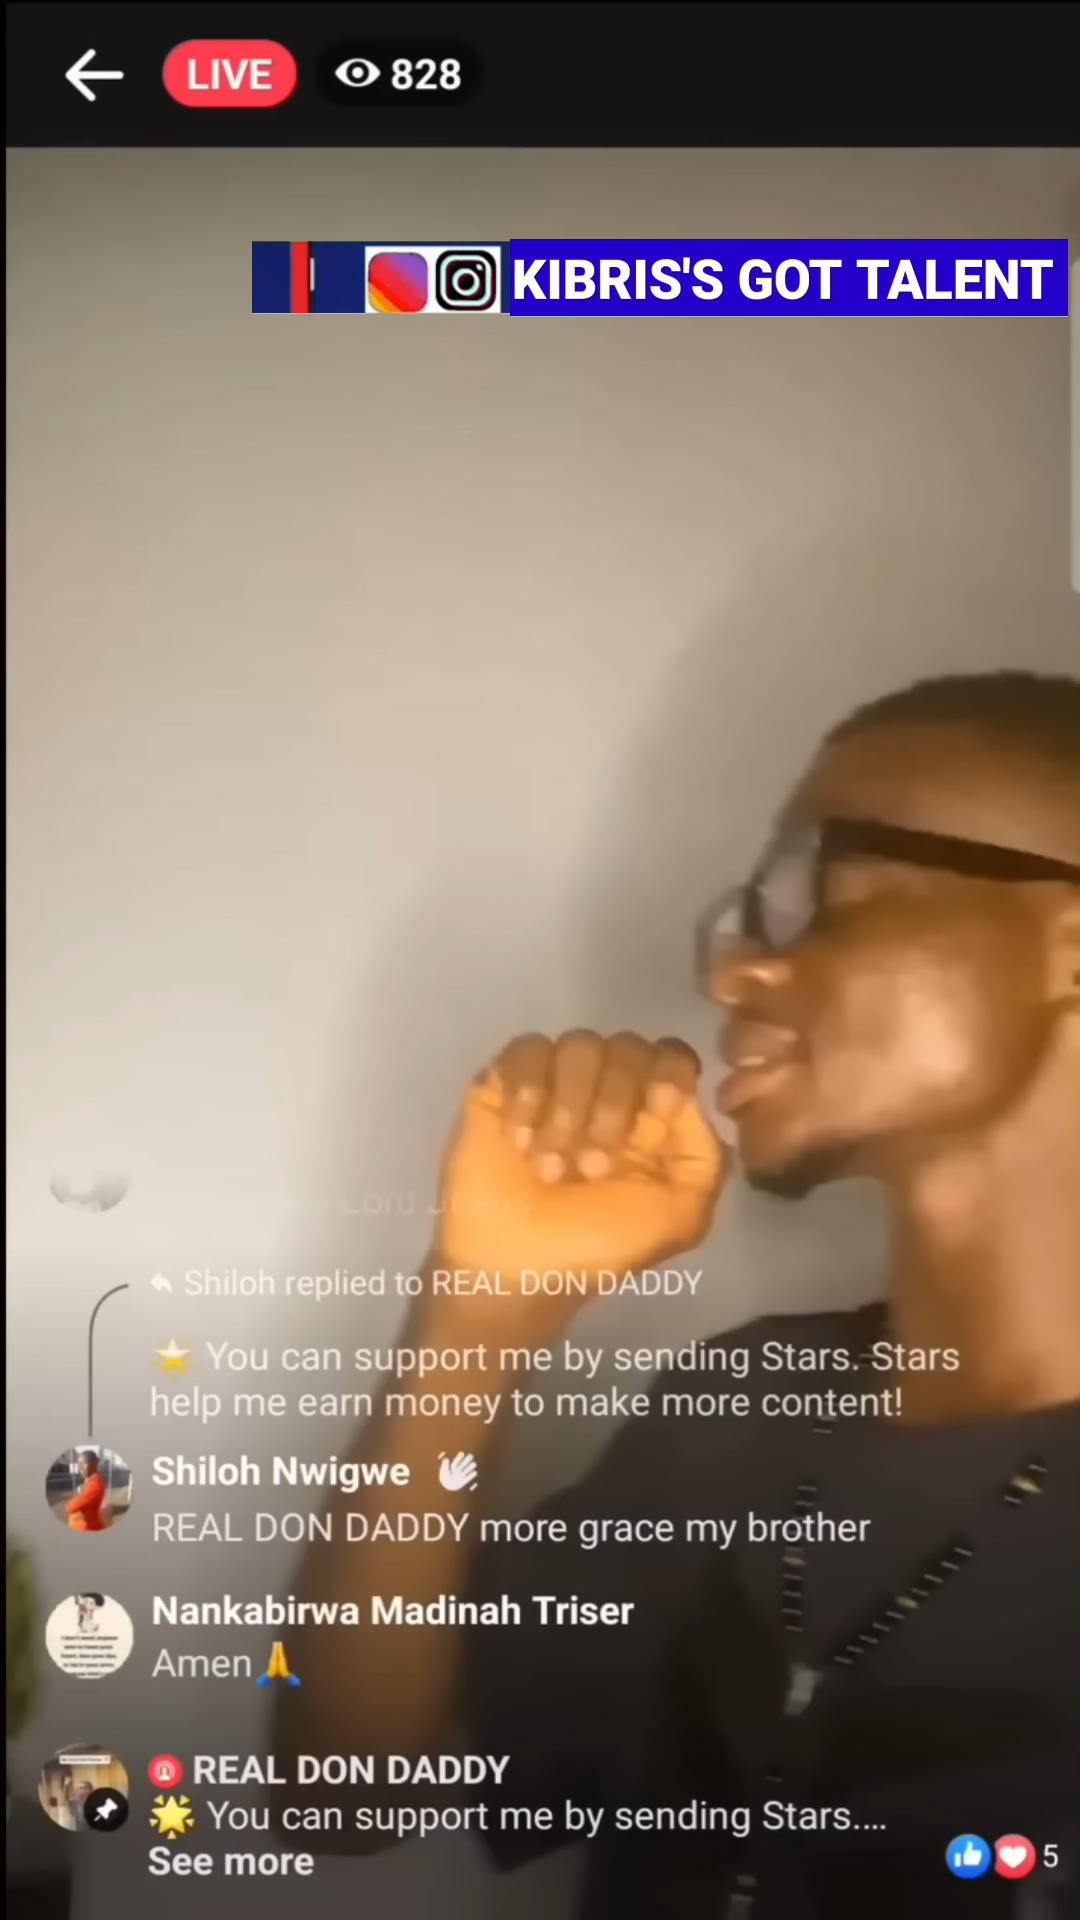 LIVE 828
KIBRIS'S GOT TALENT
Lord Jesus
Shiloh replied to REAL DON DADDY
🌟 You can support me by sending Stars. Stars
help me earn money to make more content!
Shiloh Nwigwe 👋
REAL DON DADDY more grace my brother
Nankabirwa Madinah Triser
Amen🙏
REAL DON DADDY
🌟 You can support me by sending Stars....
See more
5